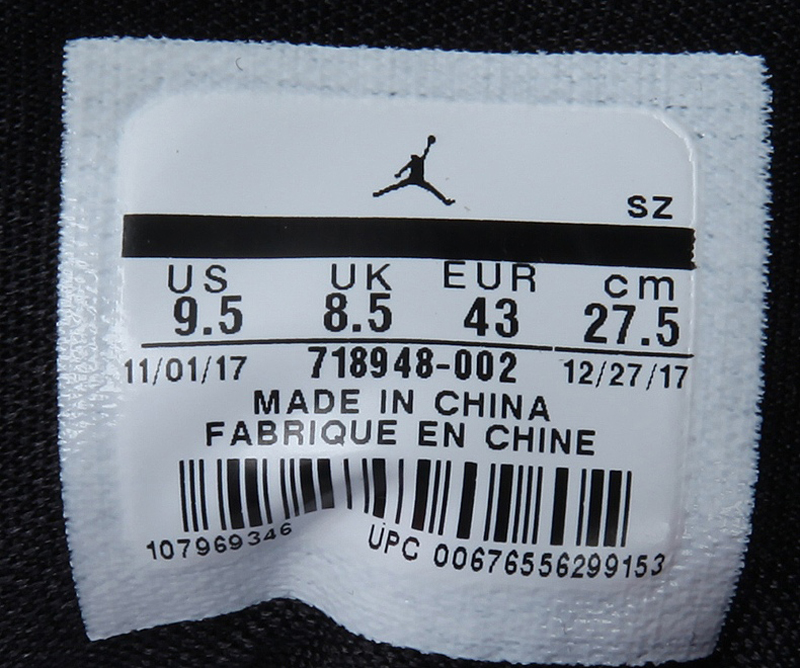 SZ
US UK EUR cm
9.5 8.5 43 27.5
11/01/17 718948-002 12/27/17
MADE IN CHINA
FABRIQUE EN CHINE
107969346 UPC 00676556299153